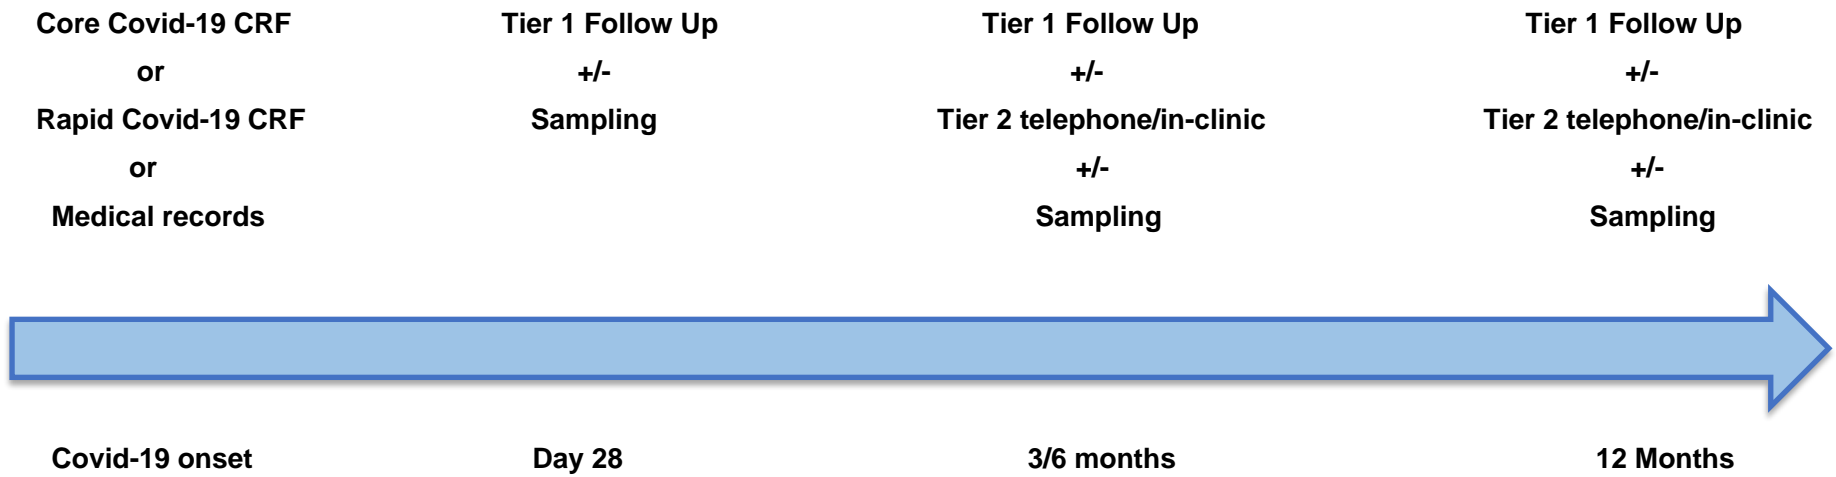 Core Covid-19 CRF
or
Rapid Covid-19 CRF
or
Medical records
Tier 1 Follow Up
+/-
Sampling
Tier 1 Follow Up
+/-
Tier 2 telephone/in-clinic
+/-
Sampling
Tier 1 Follow Up
+/-
Tier 2 telephone/in-clinic
+/-
Sampling
Covid-19 onset
Day 28
3/6 months
12 Months